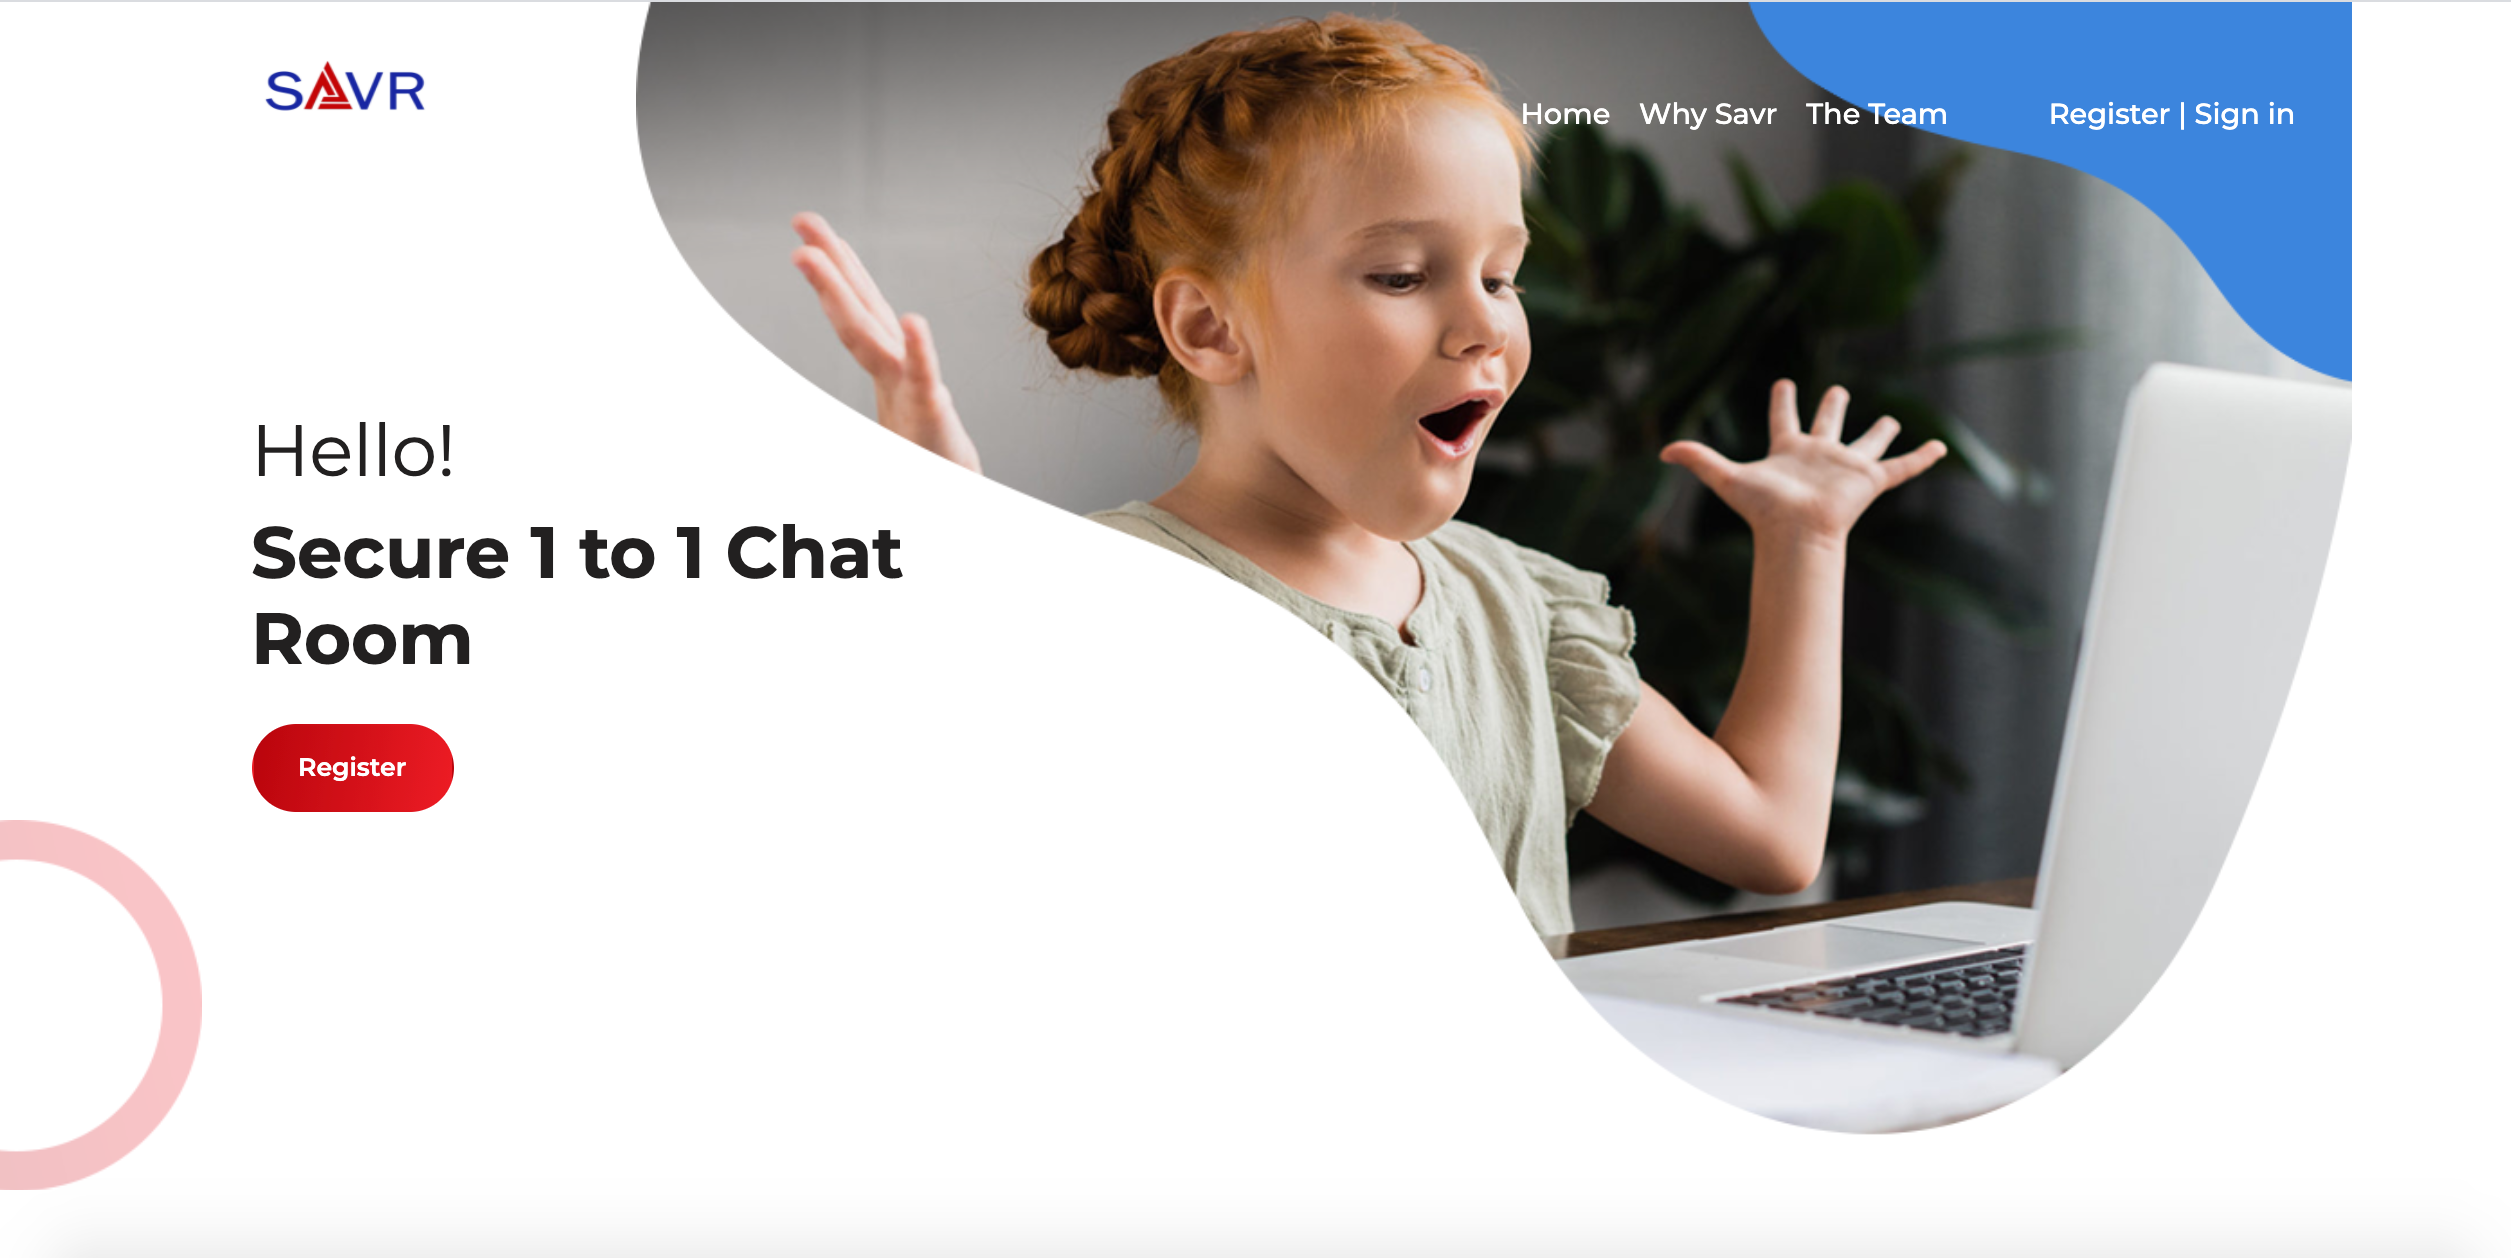 SAVR
Home Why Savr The Team Register | Sign in
Hello!
Secure 1 to 1 Chat
Room
Register